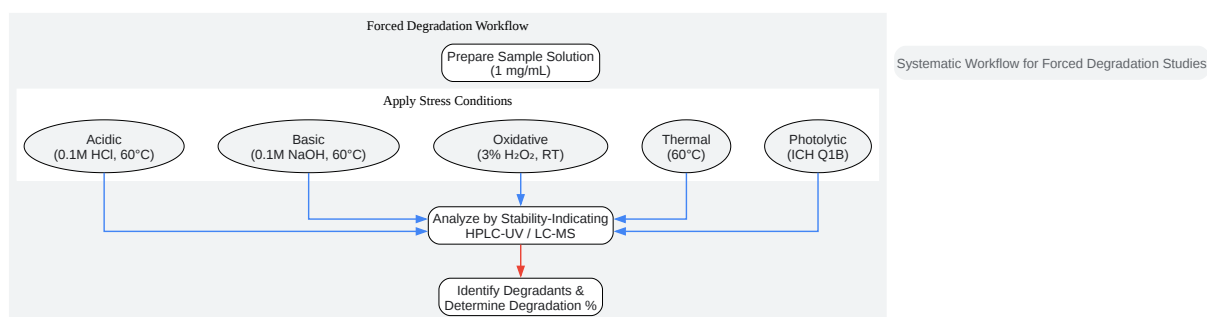 Forced Degradation Workflow
Prepare Sample Solution
(1 mg/mL)
Systematic Workflow for Forced Degradation Studies
Apply Stress Conditions
Acidic
(0.1M HCl, 60°C)
Basic
(0.1M NaOH, 60°C)
Oxidative
(3% H₂O₂, RT)
Thermal
(60°C)
Photolytic
(ICH Q1B)
Analyze by Stability-Indicating
HPLC-UV / LC-MS
Identify Degradants &
Determine Degradation %